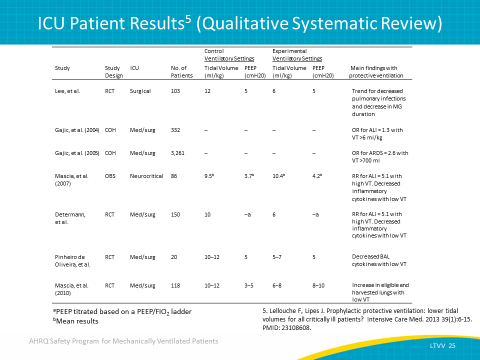 ICU Patient Results5 (Qualitative Systematic Review)
Control Experimental
Ventilatory Settings Ventilatory Settings
Study Study ICU No. of Tidal Volume PEEP Tidal Volume PEEP Main findings with
Design Patients (ml/kg) (cmH20) (ml/kg) (cmH20) protective ventilation
Lee, et al. RCT Surgical 103 12 5 6 5 Trend for decreased
pulmonary infections
and decrease in MG
duration
Gajic, et al. (2004) COH Med/surg 332 – – – – OR for ALI = 1.3 with
VT >6 ml/kg
Gajic, et al. (2005) COH Med/surg 3,261 – – – – OR for ARDS = 2.6 with
VT >700 ml
Mascia, et al. OBS Neurocritical 86 9.5b 3.7b 10.4b 4.2b RR for ALI = 5.1 with
(2007) high VT. Decreased
inflammatory
cytokines with low VT
Determann, RCT Med/surg 150 10 –a 6 –a RR for ALI = 5.1 with
et al. high VT. Decreased
inflammatory
cytokines with low VT
Pinheiro de RCT Med/surg 20 10–12 5 5–7 5 Decreased BAL
Oliveira, et al. cytokines with low VT
Mascia, et al. RCT Med/surg 118 10–12 3–5 6–8 8–10 Increase in eligible and
(2010) harvested lungs with
low VT
aPEEP titrated based on a PEEP/FIO2 ladder
bMean results
5. Lellouche F, Lipes J. Prophylactic protective ventilation: lower tidal
volumes for all critically ill patients? Intensive Care Med. 2013 39(1):6-15.
PMID: 23108608.
AHRQ Safety Program for Mechanically Ventilated Patients
LTVV 25